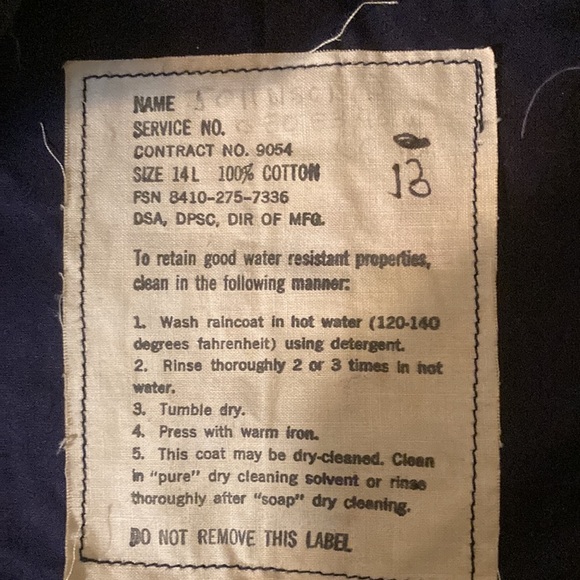 NAME JOHNSON
SERVICE NO.
CONTRACT NO. 9054
SIZE 14L 100% COTTON
FSN 8410-275-7336
DSA, DPSC, DIR OF MFG.
13
To retain good water resistant properties,
clean in the following manner:
1. Wash raincoat in hot water (120-140
degrees fahrenheit) using detergent.
2. Rinse thoroughly 2 or 3 times in hot
water.
3. Tumble dry.
4. Press with warm iron.
5. This coat may be dry-cleaned. Clean
in "pure" dry cleaning solvent or rinse
thoroughly after "soap" dry cleaning.
DO NOT REMOVE THIS LABEL